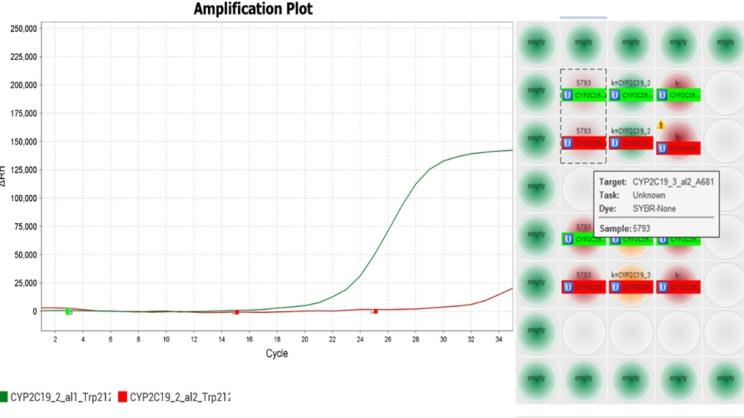 Amplification Plot
250,000
225,000
200,000
175,000
150,000
125,000
100,000
75,000
50,000
25,000
0
ΔRn
2 4 6 8 10 12 14 16 18 20 22 24 26 28 30 32 34
Cycle
CYP2C19_2_al1_Trp212 CYP2C19_2_al2_Trp212
empty empty empty empty empty
empty 5793 k+CYP2C19_2 k-
U CYP2C19... U CYP2C19... U CYP2C19...
empty 5793 k+CYP2C19_2 k-
U CYP2C19... U CYP2C19... U CYP2C19...
empty
Target: CYP2C19_3_al2_A681
Task: Unknown
Dye: SYBR-None
Sample: 5793
empty 5793
U CYP2C19... U CYP2C19... U CYP2C19...
empty 5793 k+CYP2C19_3 k-
U CYP2C19... U CYP2C19... U CYP2C19...
empty
empty empty empty empty empty